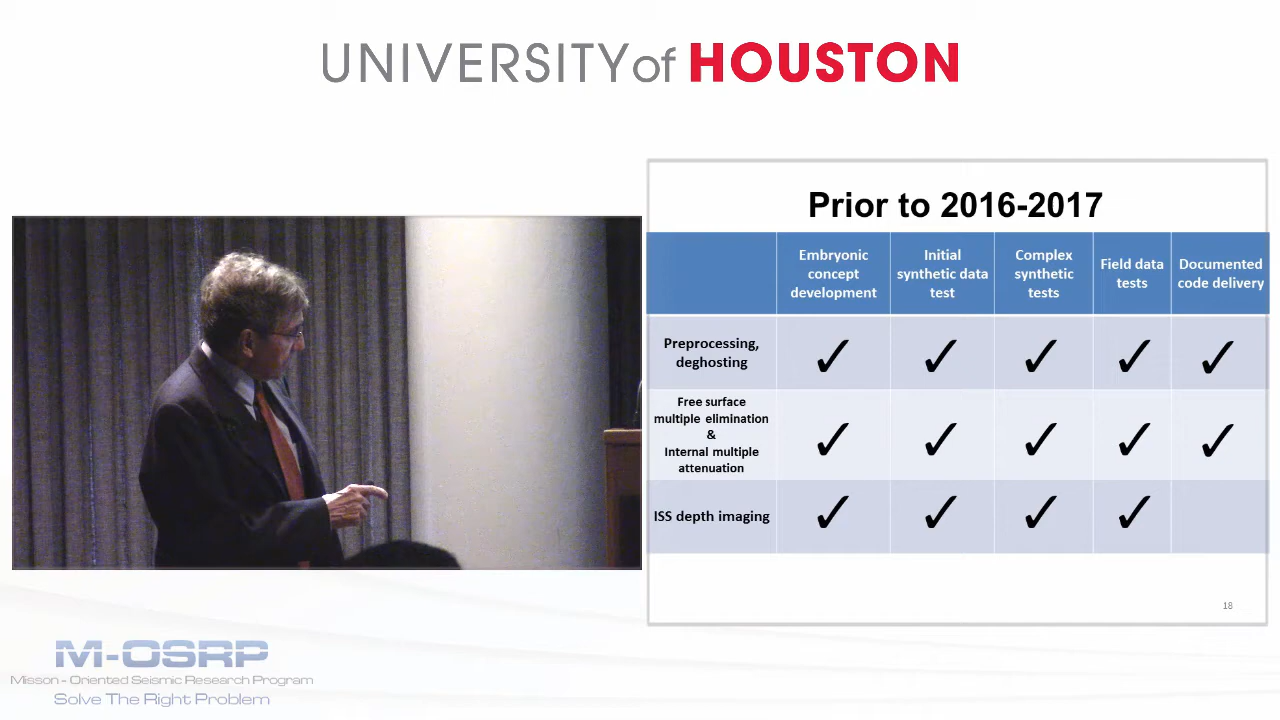 UNIVERSITY of HOUSTON
Prior to 2016-2017
Embryonic
concept
development
Initial
synthetic data
test
Complex
synthetic
tests
Field data
tests
Documented
code delivery
Preprocessing,
deghosting
✓ ✓ ✓ ✓ ✓
Free surface
multiple elimination
&
Internal multiple
attenuation
✓ ✓ ✓ ✓ ✓
ISS depth imaging
✓ ✓ ✓ ✓
18
M-OSRP
Misson - Oriented Seismic Research Program
Solve The Right Problem